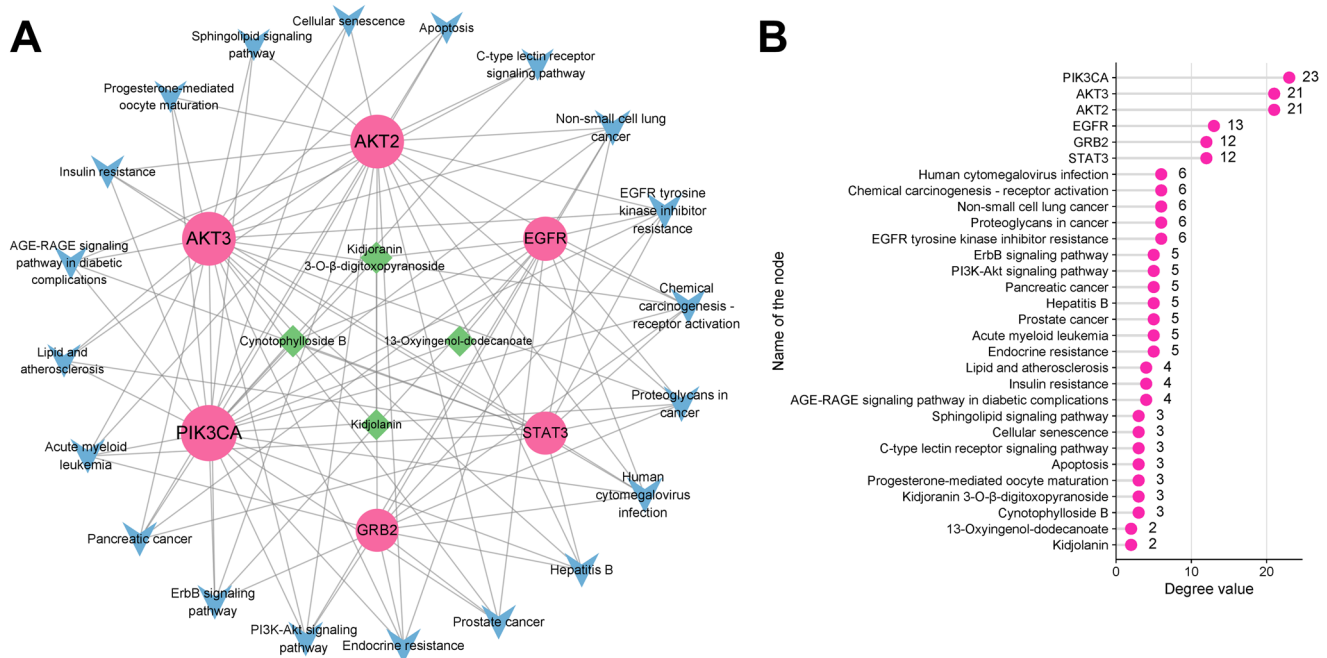 A
Cellular senescence
Apoptosis
Sphingolipid signaling
pathway
C-type lectin receptor
signaling pathway
Progesterone-mediated
oocyte maturation
Non-small cell lung
cancer
AKT2
Insulin resistance
EGFR tyrosine
kinase inhibitor
resistance
AKT3
EGFR
AGE-RAGE signaling
pathway in diabetic
complications
Kidjoranin
3-O-β-digitoxopyranoside
Chemical
carcinogenesis -
receptor activation
Cynotophylloside B
13-Oxyingenol-dodecanoate
Lipid and
atherosclerosis
Proteoglycans in
cancer
Kidjolanin
PIK3CA
STAT3
Acute myeloid
leukemia
Human
cytomegalovirus
infection
GRB2
Pancreatic cancer
Hepatitis B
ErbB signaling
pathway
Prostate cancer
PI3K-Akt signaling
pathway
Endocrine resistance
B
Name of the node
PIK3CA 23
AKT3 21
AKT2 21
EGFR 13
GRB2 12
STAT3 12
Human cytomegalovirus infection 6
Chemical carcinogenesis - receptor activation 6
Non-small cell lung cancer 6
Proteoglycans in cancer 6
EGFR tyrosine kinase inhibitor resistance 6
ErbB signaling pathway 5
PI3K-Akt signaling pathway 5
Pancreatic cancer 5
Hepatitis B 5
Prostate cancer 5
Acute myeloid leukemia 5
Endocrine resistance 5
Lipid and atherosclerosis 4
Insulin resistance 4
AGE-RAGE signaling pathway in diabetic complications 4
Sphingolipid signaling pathway 3
Cellular senescence 3
C-type lectin receptor signaling pathway 3
Apoptosis 3
Progesterone-mediated oocyte maturation 3
Kidjoranin 3-O-β-digitoxopyranoside 3
Cynotophylloside B 3
13-Oxyingenol-dodecanoate 2
Kidjolanin 2
0 10 20
Degree value